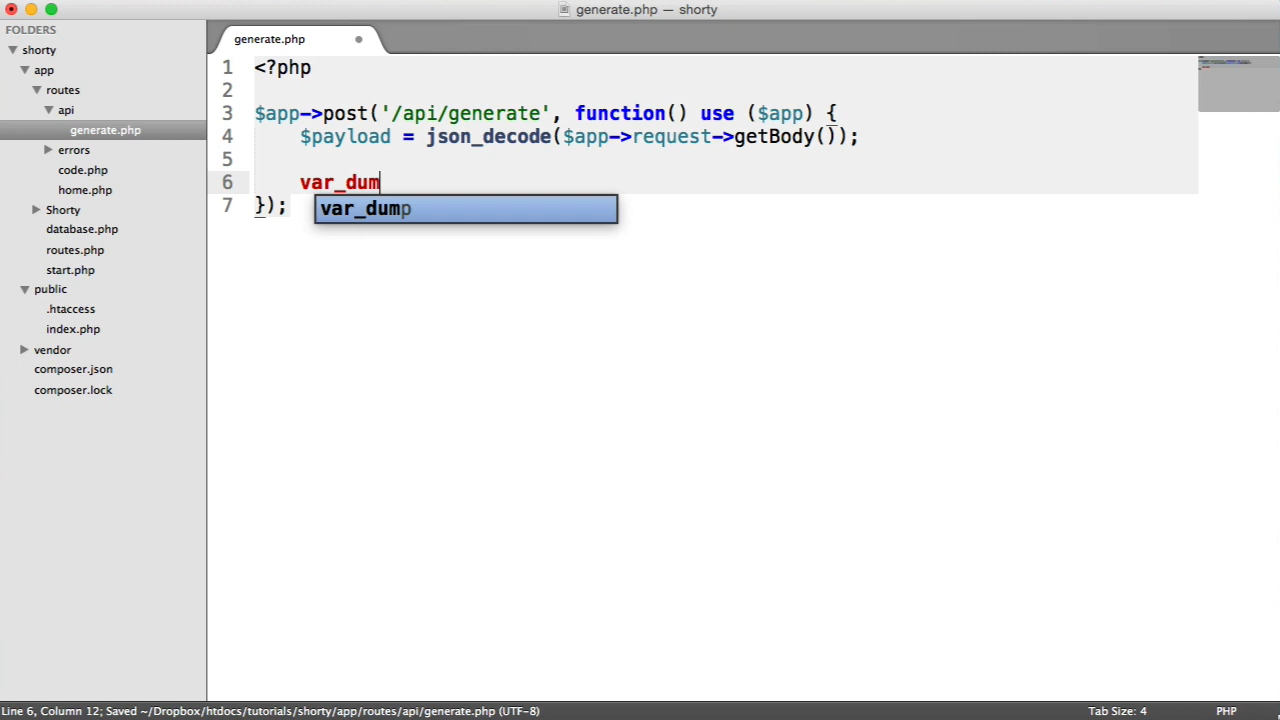 generate.php — shorty
FOLDERS
shorty
app
routes
api
generate.php
errors
code.php
home.php
Shorty
database.php
routes.php
start.php
public
.htaccess
index.php
vendor
composer.json
composer.lock
generate.php
1 <?php
2
3 $app->post('/api/generate', function() use ($app) {
4 $payload = json_decode($app->request->getBody());
5
6 var_dum
7 });
var_dump
Line 6, Column 12; Saved ~/Dropbox/htdocs/tutorials/shorty/app/routes/api/generate.php (UTF-8)
Tab Size: 4
PHP